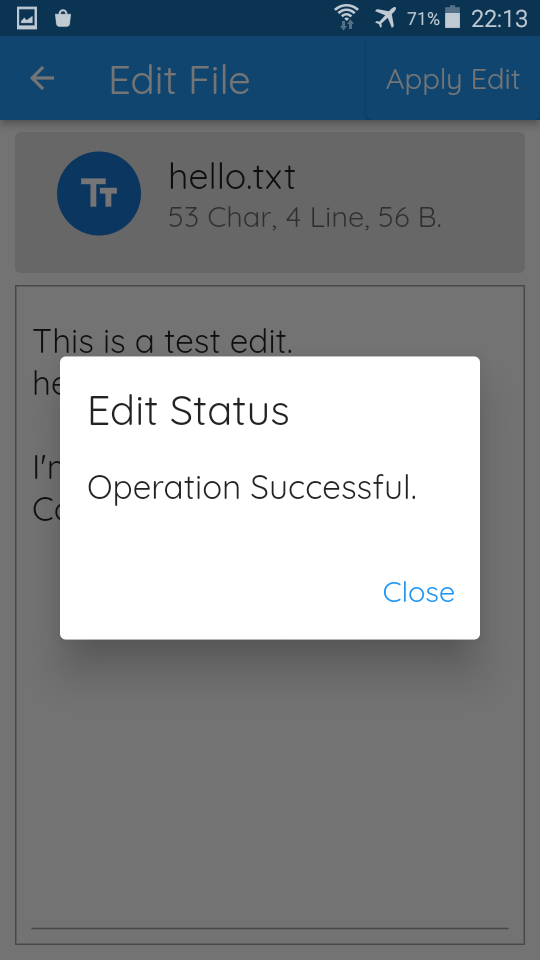 71%
22:13
Edit File
Apply Edit
TT
hello.txt
53 Char, 4 Line, 56 B.
This is a test edit.
Edit Status
Operation Successful.
Close